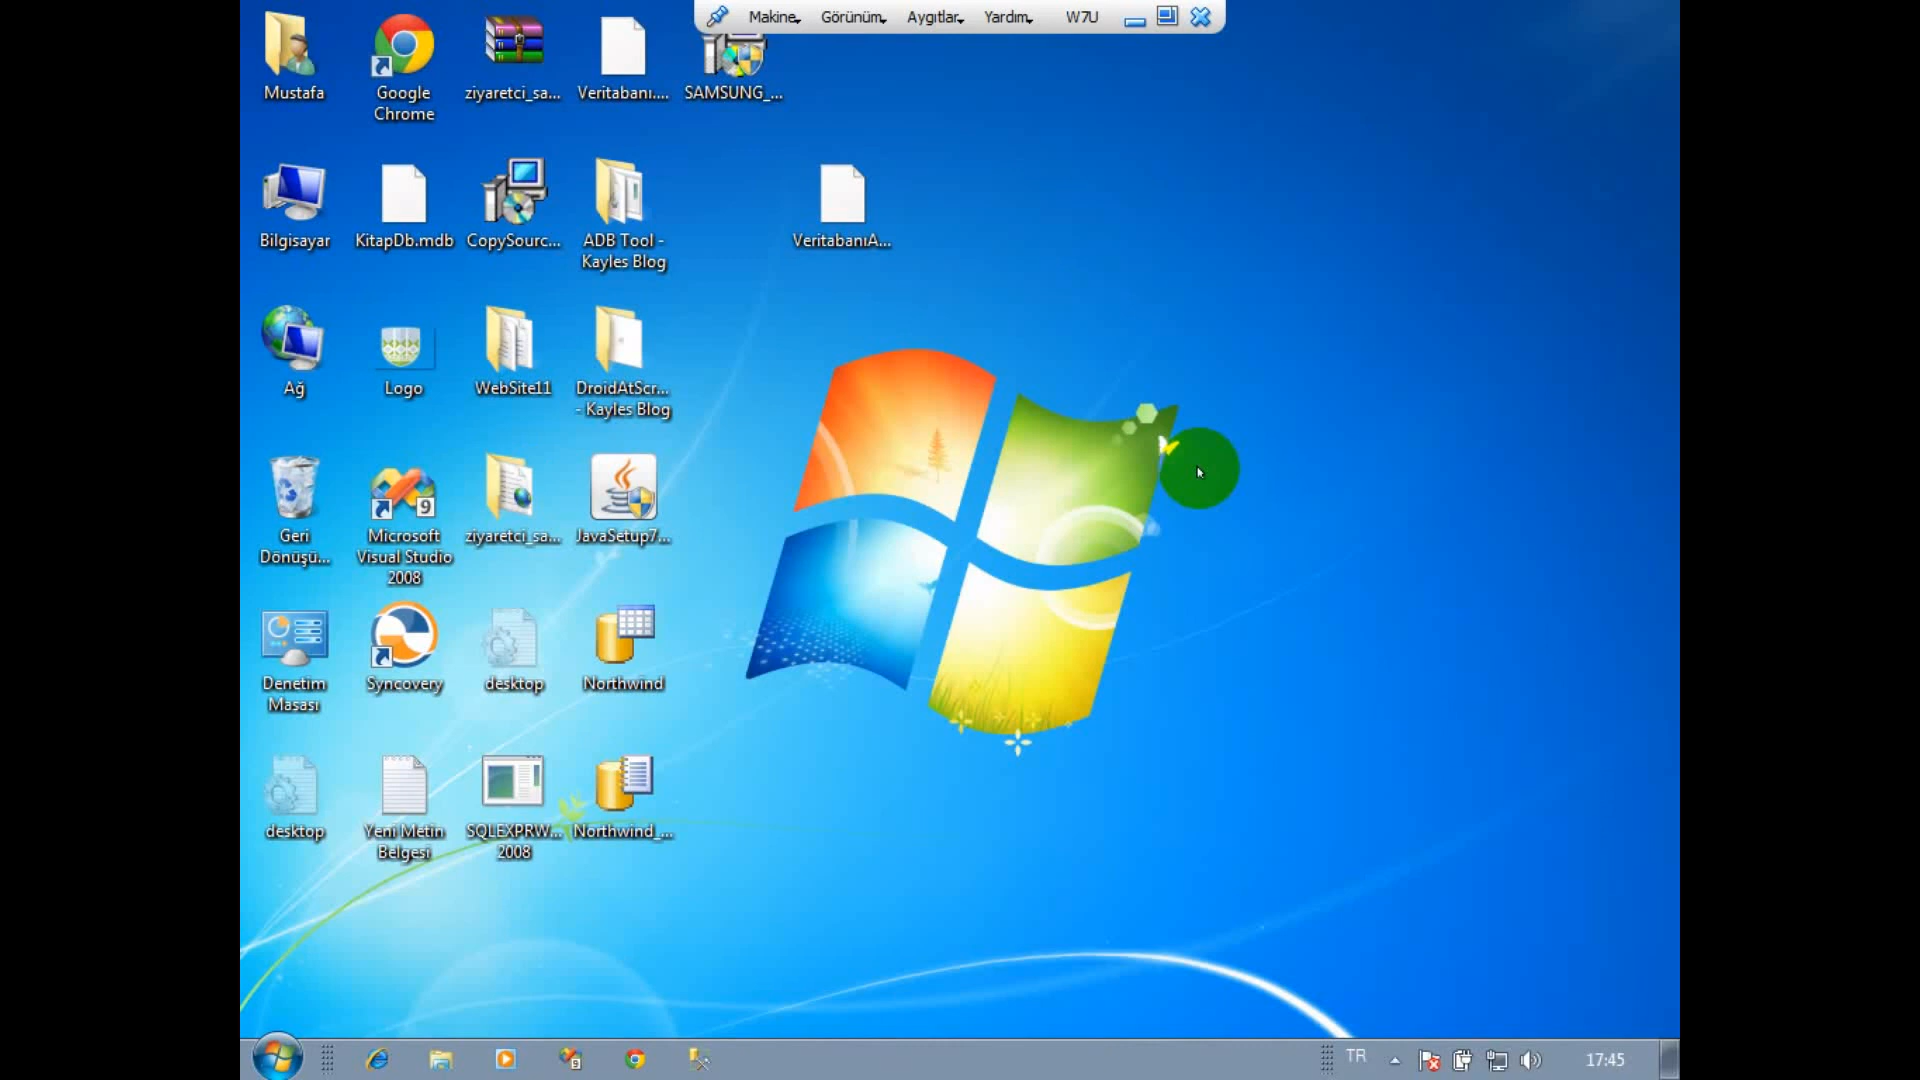 Makine Görünüm Aygıtlar Yardım W7U
Mustafa
Google
Chrome
ziyaretci_sa...
Veritabanı....
SAMSUNG_...
Bilgisayar
KitapDb.mdb
CopySourc...
ADB Tool -
Kayles Blog
VeritabanıA...
Ağ
Logo
WebSite11
DroidAtScr...
- Kayles Blog
Geri
Dönüşü...
Microsoft
Visual Studio
2008
ziyaretci_sa...
JavaSetup7...
Denetim
Masası
Syncovery
desktop
Northwind
desktop
Yeni Metin
Belgesi
SQLEXPRW...
2008
Northwind_...
TR
17:45